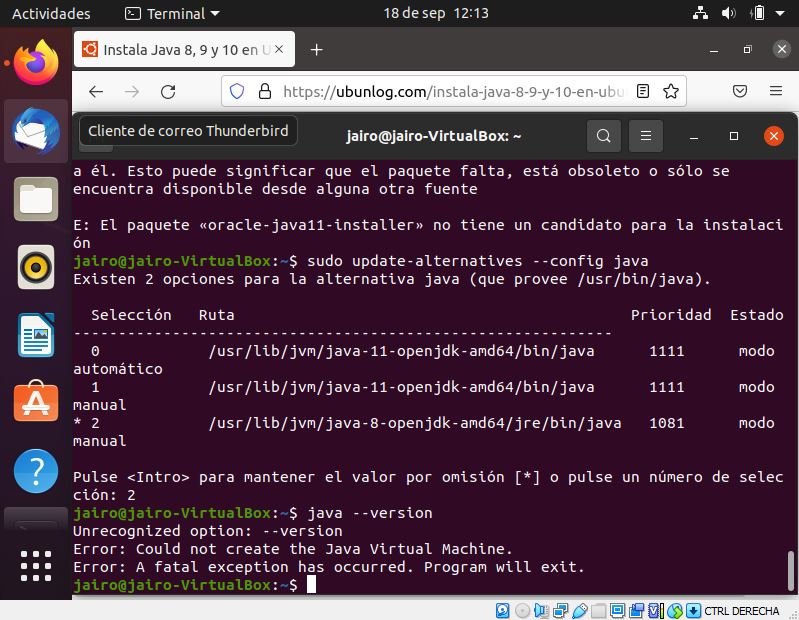 Actividades Terminal 18 de sep 12:13
Instala Java 8, 9 y 10 en U
https://ubunlog.com/instala-java-8-9-y-10-en-ubu
Cliente de correo Thunderbird jairo@jairo-VirtualBox: ~
a él. Esto puede significar que el paquete falta, está obsoleto o sólo se
encuentra disponible desde alguna otra fuente
E: El paquete «oracle-java11-installer» no tiene un candidato para la instalaci
ón
jairo@jairo-VirtualBox:~$ sudo update-alternatives --config java
Existen 2 opciones para la alternativa java (que provee /usr/bin/java).
Selección Ruta Prioridad Estado
------------------------------------------------------------
0 /usr/lib/jvm/java-11-openjdk-amd64/bin/java 1111 modo
automático
1 /usr/lib/jvm/java-11-openjdk-amd64/bin/java 1111 modo
manual
* 2 /usr/lib/jvm/java-8-openjdk-amd64/jre/bin/java 1081 modo
manual
Pulse <Intro> para mantener el valor por omisión [*] o pulse un número de selec
ción: 2
jairo@jairo-VirtualBox:~$ java --version
Unrecognized option: --version
Error: Could not create the Java Virtual Machine.
Error: A fatal exception has occurred. Program will exit.
jairo@jairo-VirtualBox:~$
CTRL DERECHA